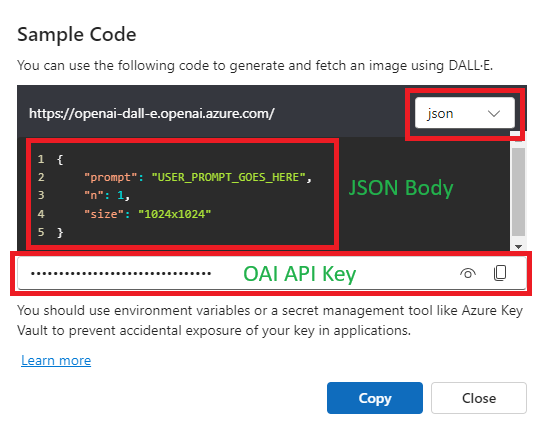 Sample Code
You can use the following code to generate and fetch an image using DALL·E.
https://openai-dall-e.openai.azure.com/
json
1 {
2 "prompt": "USER_PROMPT_GOES_HERE",
3 "n": 1,
4 "size": "1024x1024"
5 }
JSON Body
••••••••••••••••••••••••••••••••
OAI API Key
You should use environment variables or a secret management tool like Azure Key
Vault to prevent accidental exposure of your key in applications.
Learn more
Copy
Close